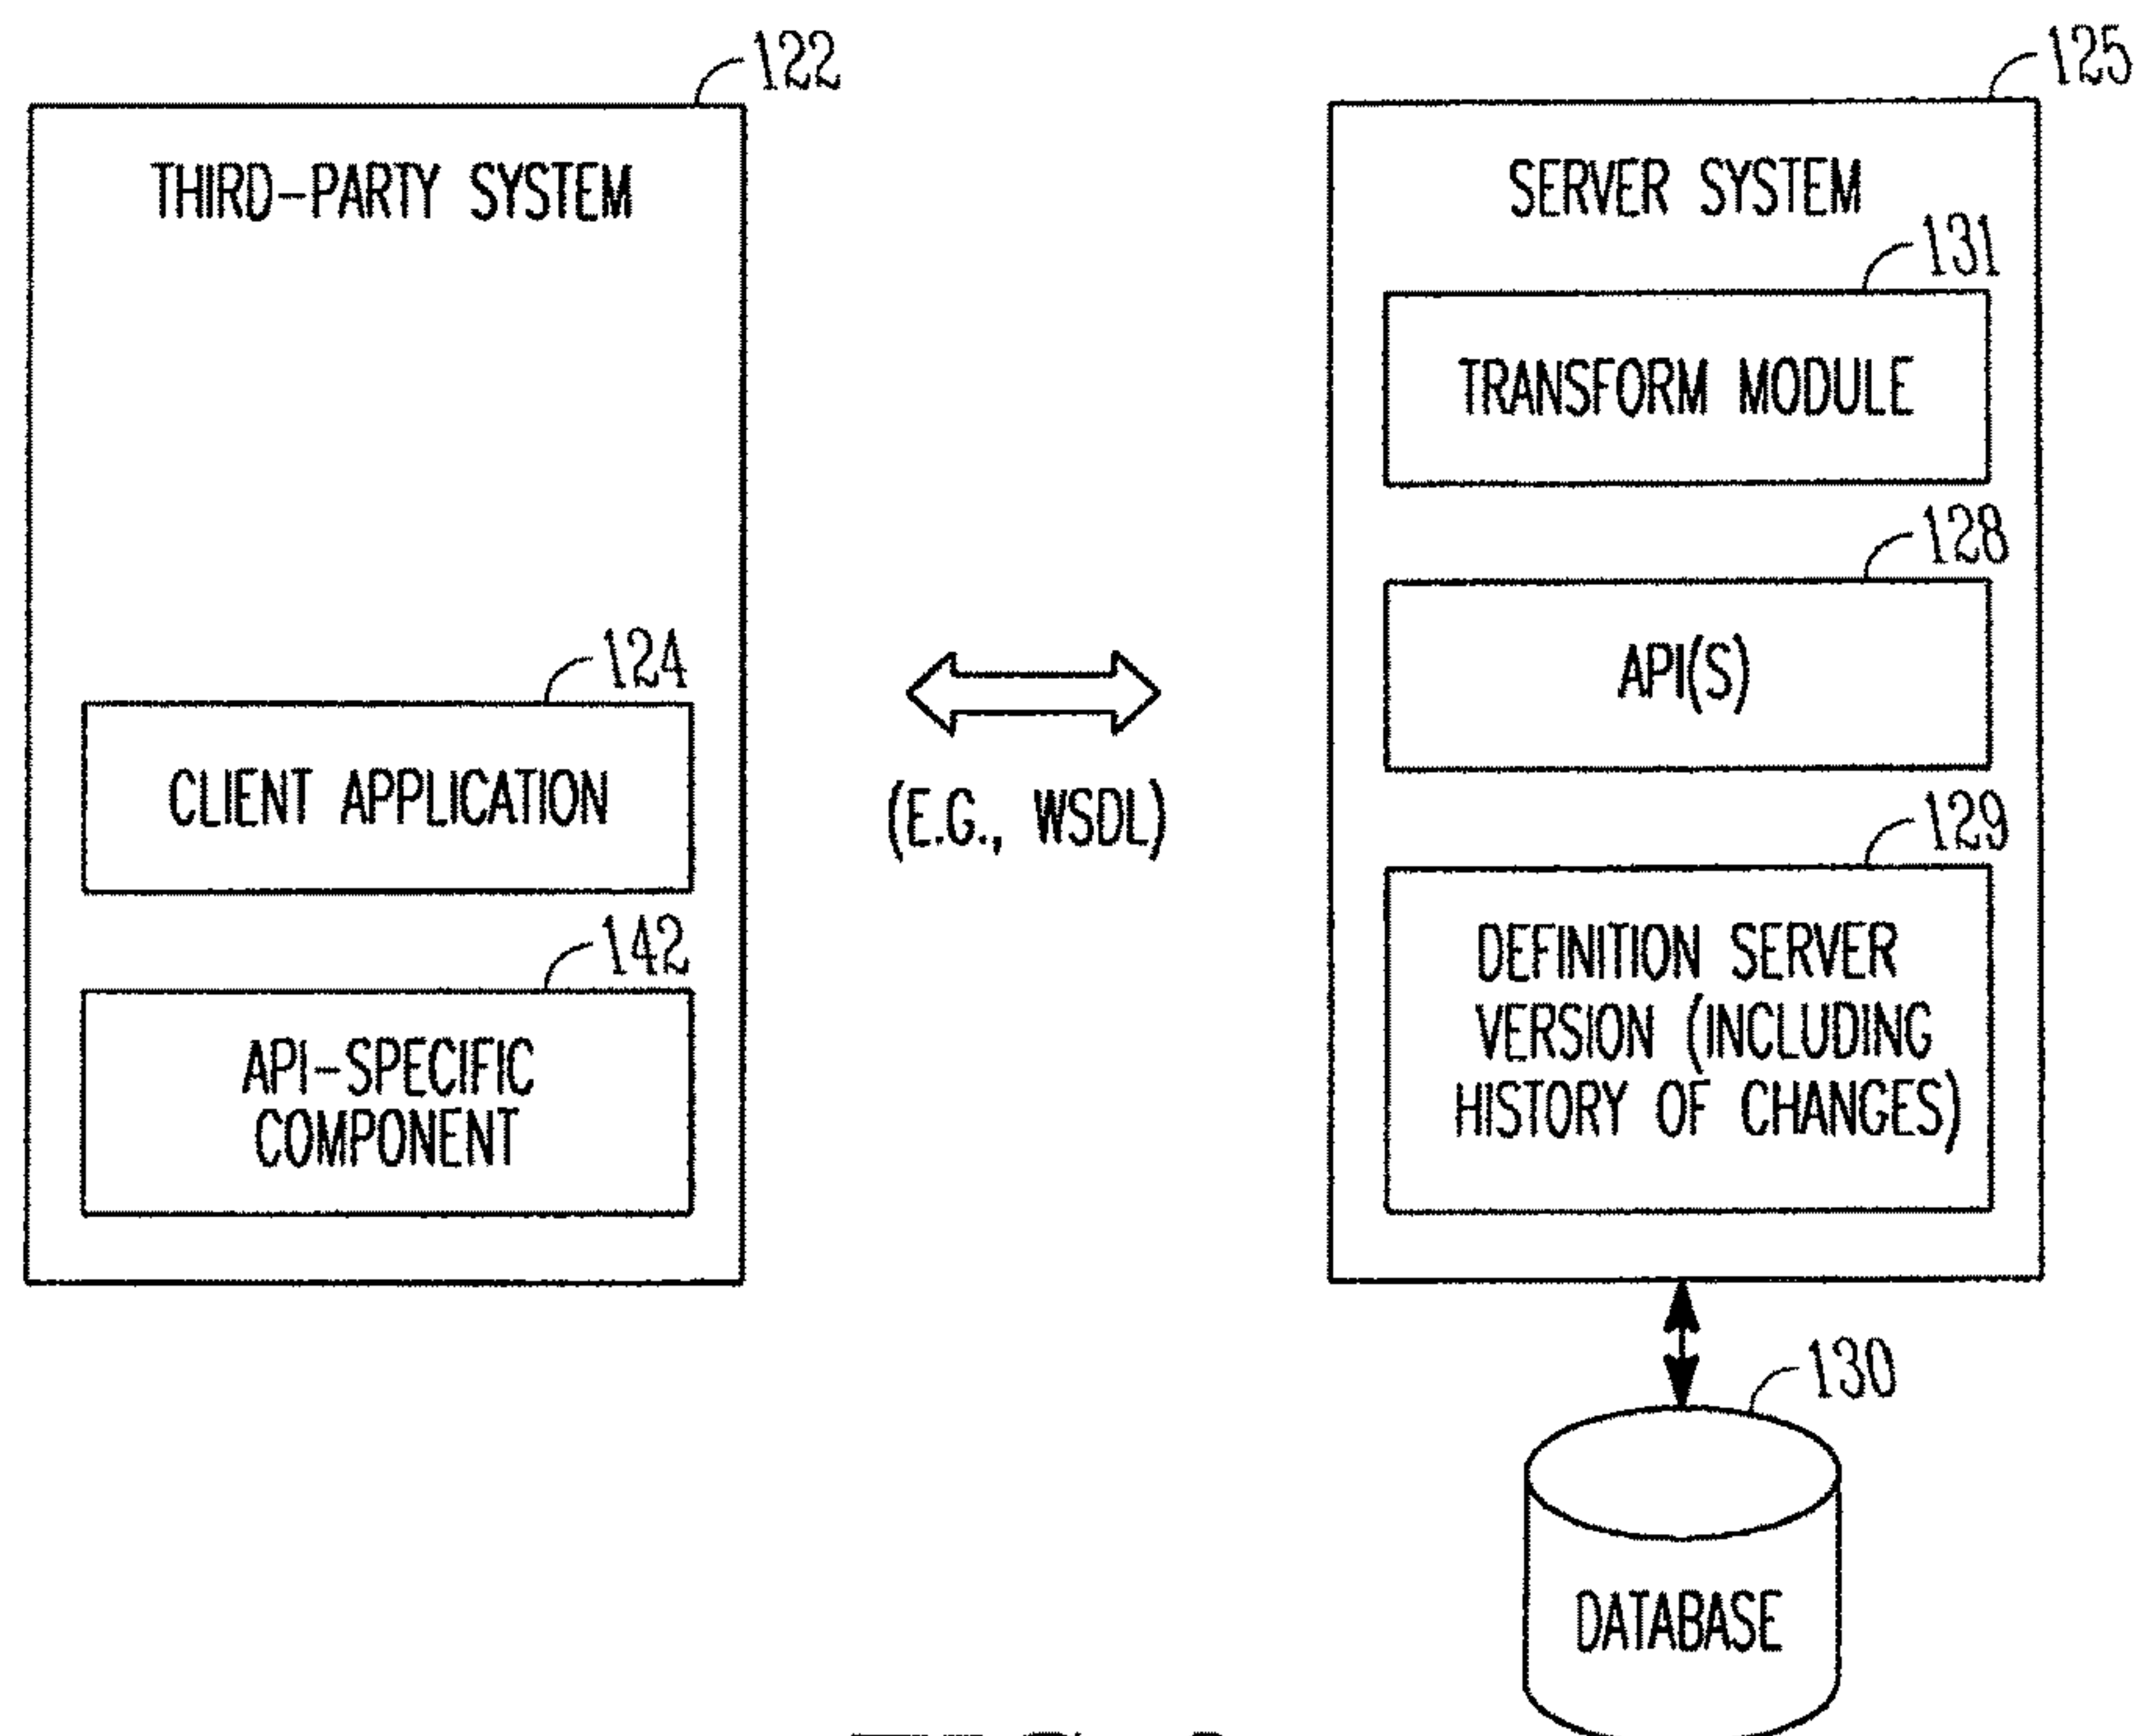 122
THIRD-PARTY SYSTEM
124
CLIENT APPLICATION
142
API-SPECIFIC
COMPONENT
(E.G., WSDL)
125
SERVER SYSTEM
131
TRANSFORM MODULE
128
API(S)
129
DEFINITION SERVER
VERSION (INCLUDING
HISTORY OF CHANGES)
130
DATABASE